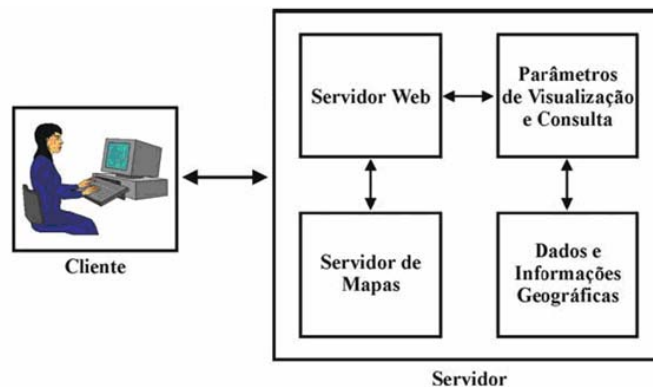 Servidor Web
Parâmetros
de Visualização
e Consulta
Cliente
Servidor de
Mapas
Dados e
Informações
Geográficas
Servidor